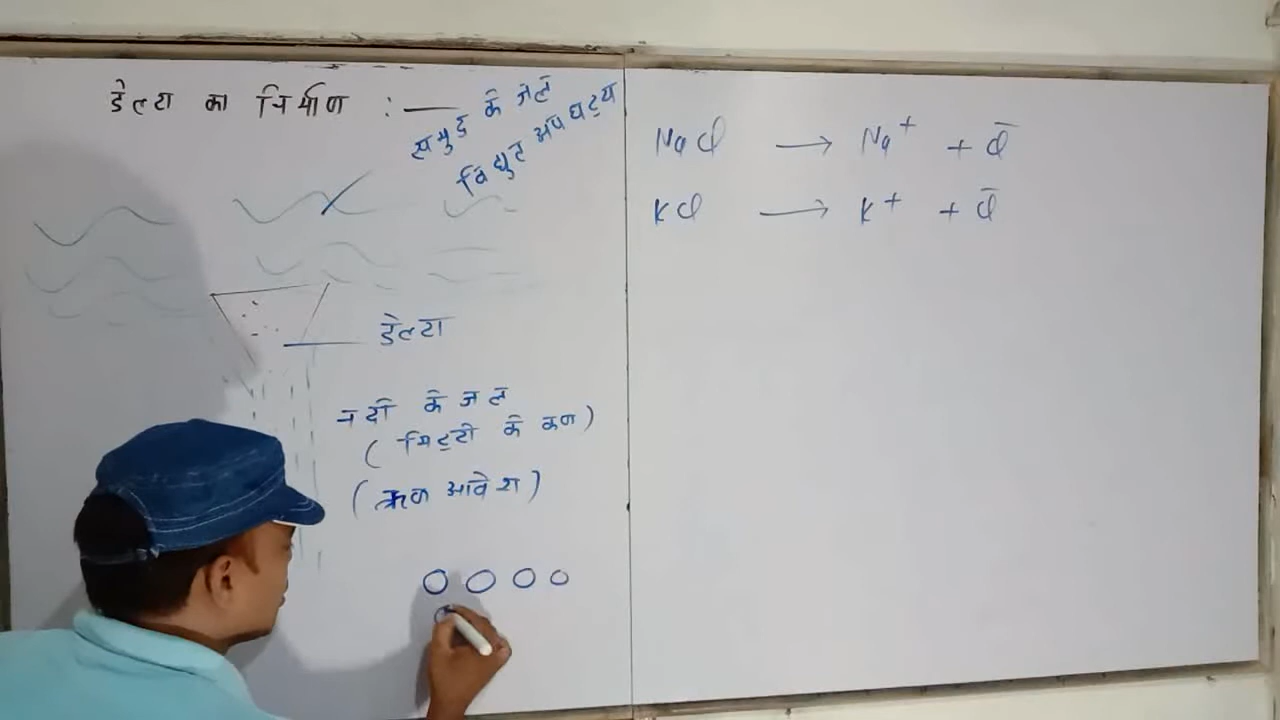 डेल्टा का निर्माण : —
समुद्र के जल
विद्युत अपघट्य
डेल्टा
नदी के जल
( मिट्टी के कण )
( ऋण आवेश )
NaCl → Na⁺ + Cl⁻
KCl → K⁺ + Cl⁻